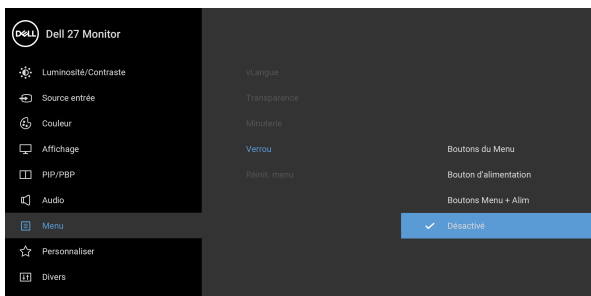 DELL
Dell 27 Monitor
Luminosité/Contraste
Source entrée
Couleur
Affichage
PIP/PBP
Audio
Menu
Personnaliser
Divers
vLangue
Transparence
Minuterie
Verrou
Réinit. menu
Boutons du Menu
Bouton d'alimentation
Boutons Menu + Alim
Désactivé